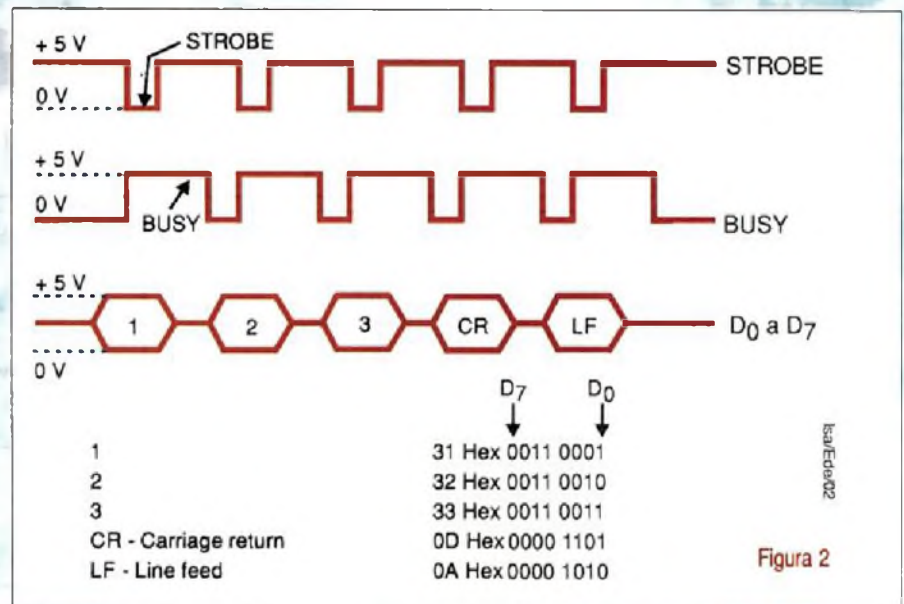 + 5 V
STROBE
STROBE
0 V
+ 5 V
0 V
BUSY
BUSY
+ 5 V
1 2 3 CR LF
D0 a D7
0 V
D7 D0
1 31 Hex 0011 0001
2 32 Hex 0011 0010
3 33 Hex 0011 0011
CR - Carriage return 0D Hex 0000 1101
LF - Line feed 0A Hex 0000 1010
Isa/Ede/02
Figura 2